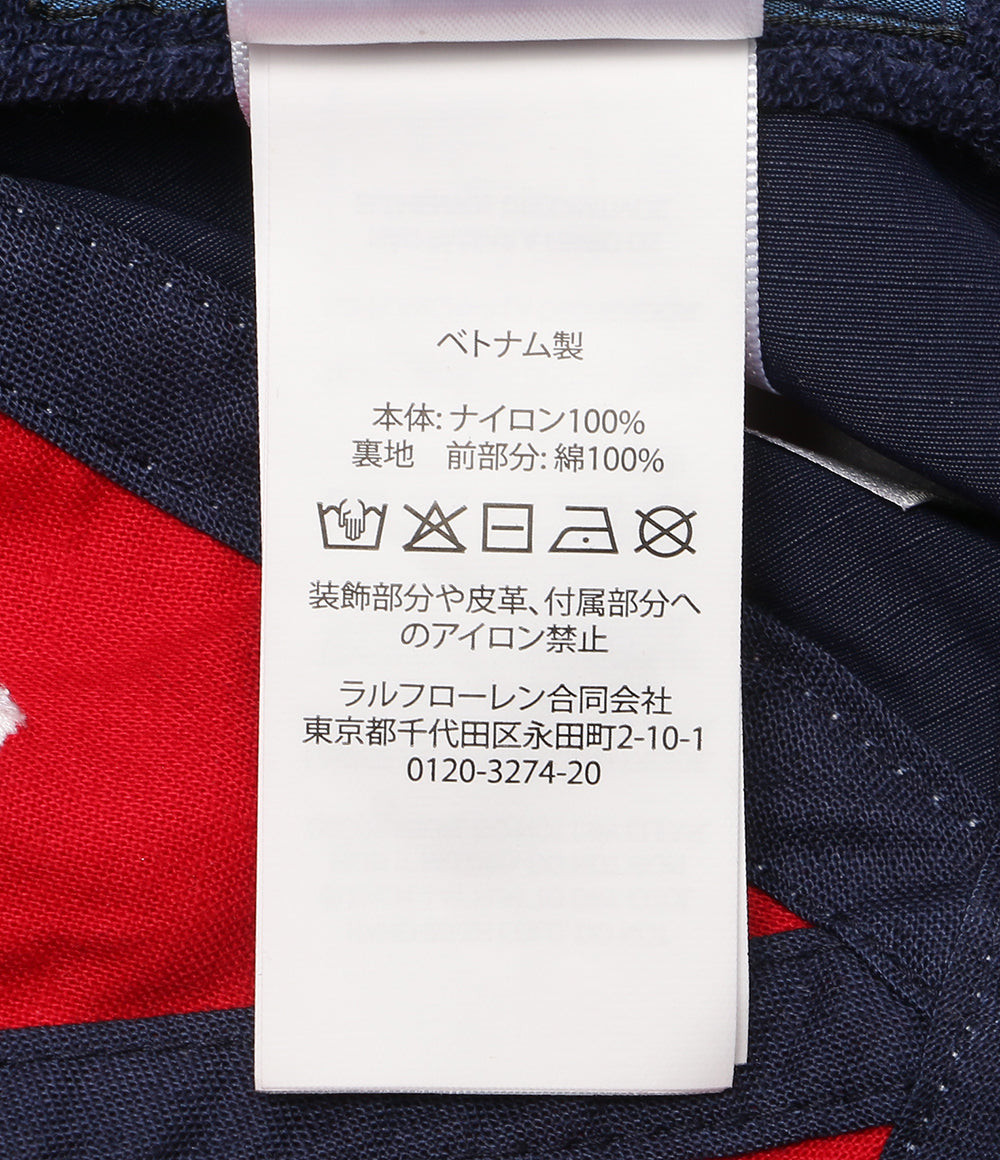 ベトナム製
本体: ナイロン100%
裏地　前部分: 綿100%
装飾部分や皮革、付属部分へ
のアイロン禁止
ラルフローレン合同会社
東京都千代田区永田町2-10-1
0120-3274-20